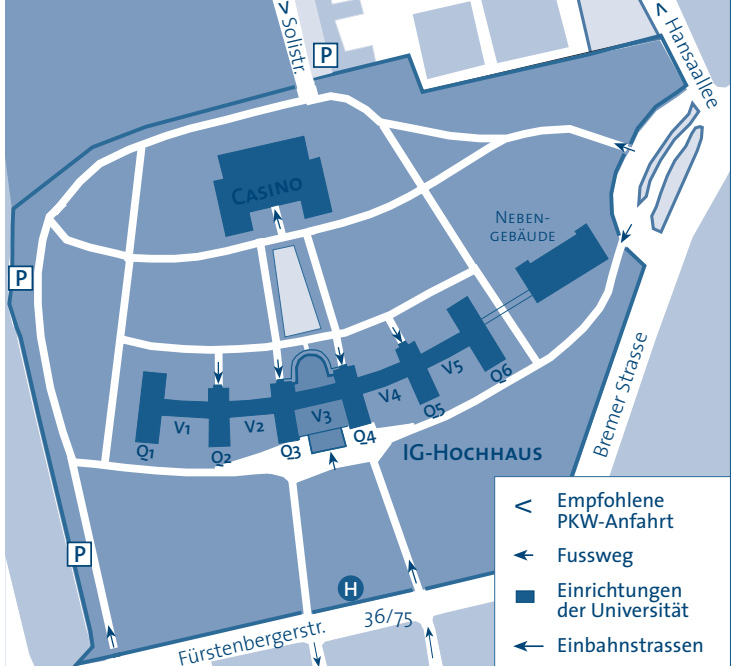 Solistr.
P
Hansaallee
CASINO
NEBEN-
GEBÄUDE
P
Bremer Strasse
V1
V2
V3
V4
V5
Q1
Q2
Q3
Q4
Q5
Q6
IG-HOCHHAUS
P
H
36/75
Fürstenbergerstr.
Empfohlene
PKW-Anfahrt
Fussweg
Einrichtungen
der Universität
Einbahnstrassen